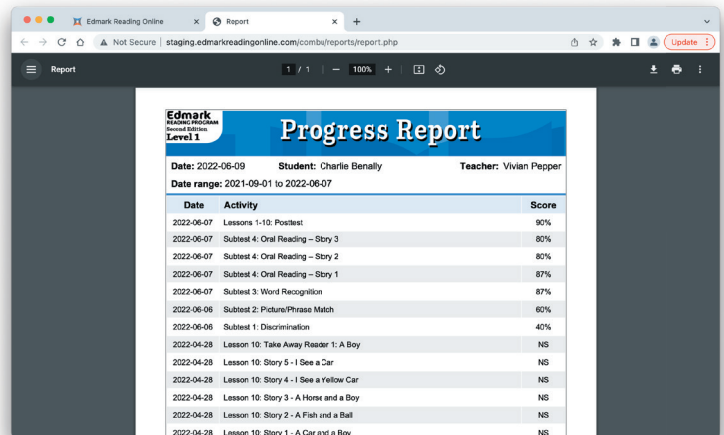 Edmark Reading Online
Report
Not Secure | staging.edmarkreadingonline.com/combi/reports/report.php
Update
Report
1 / 1 | − 100% +
Edmark
READING PROGRAM
Second Edition
Level 1
Progress Report
Date: 2022-06-09 Student: Charlie Benally Teacher: Vivian Pepper
Date range: 2021-09-01 to 2022-06-07
Date Activity Score
2022-06-07 Lessons 1-10: Posttest 90%
2022-06-07 Subtest 4: Oral Reading – Story 3 80%
2022-06-07 Subtest 4: Oral Reading – Story 2 80%
2022-06-07 Subtest 4: Oral Reading – Story 1 87%
2022-06-07 Subtest 3: Word Recognition 87%
2022-06-06 Subtest 2: Picture/Phrase Match 60%
2022-06-06 Subtest 1: Discrimination 40%
2022-04-28 Lesson 10: Take Away Reader 1: A Boy NS
2022-04-28 Lesson 10: Story 5 - I See a Car NS
2022-04-28 Lesson 10: Story 4 - I See a Yellow Car NS
2022-04-28 Lesson 10: Story 3 - A Horse and a Boy NS
2022-04-28 Lesson 10: Story 2 - A Fish and a Ball NS
2022-04-28 Lesson 10: Story 1 - A Car and a Boy NS